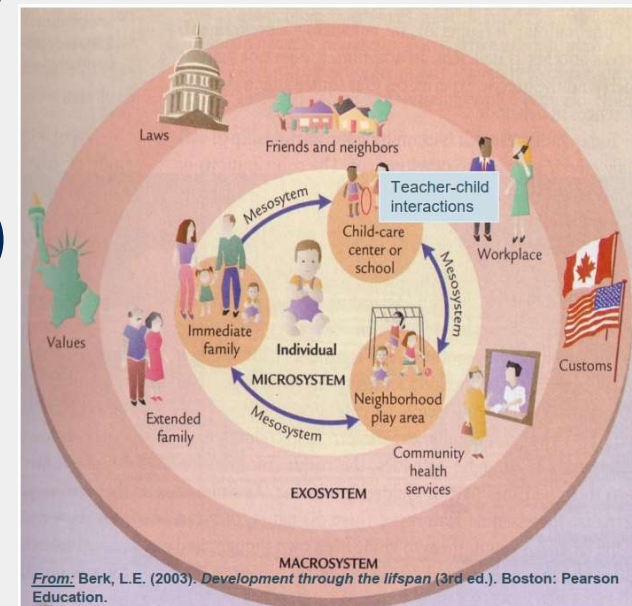 Laws
Friends and neighbors
Mesosytem
Teacher-child
interactions
Child-care
center or
school
Workplace
Mesosystem
Values
Immediate
family
Individual
MICROSYSTEM
Customs
Neighborhood
play area
Mesosystem
Extended
family
Community
health
services
EXOSYSTEM
MACROSYSTEM
From: Berk, L.E. (2003). Development through the lifspan (3rd ed.). Boston: Pearson
Education.